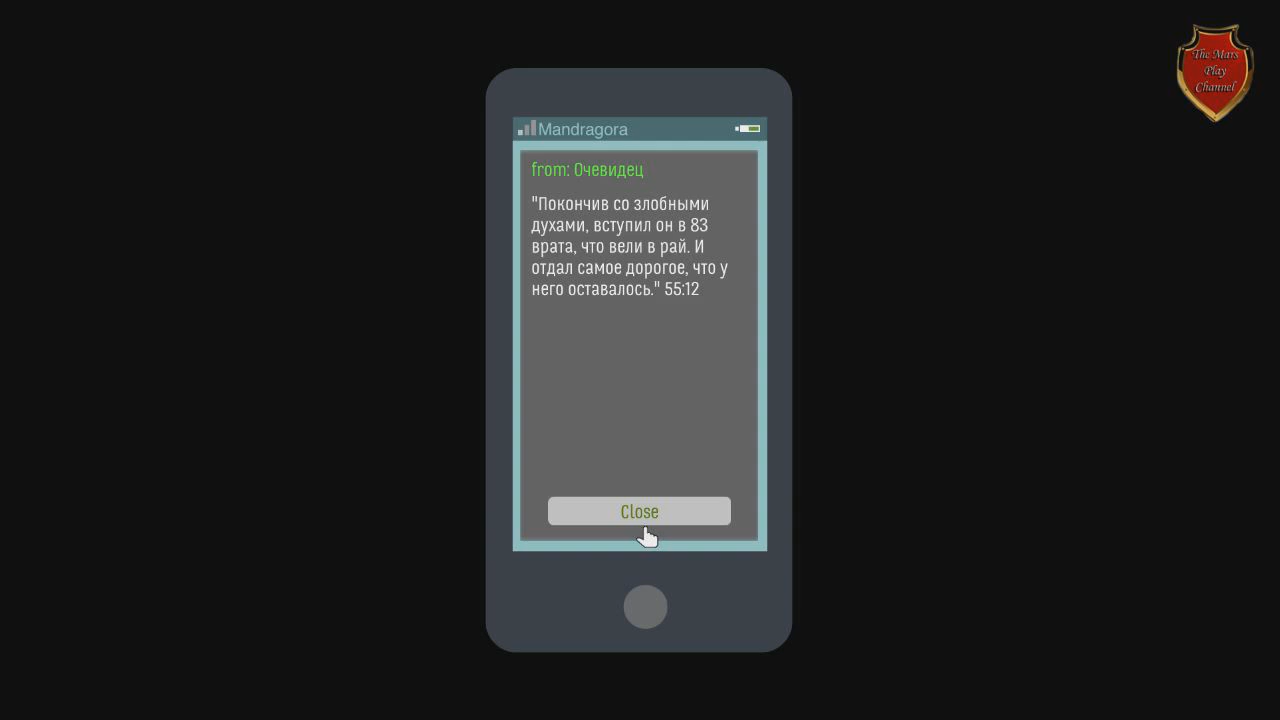 The Mars
Play
Channel
Mandragora
from: Очевидец
"Покончив со злобными
духами, вступил он в 83
врата, что вели в рай. И
отдал самое дорогое, что у
него оставалось." 55:12
Close